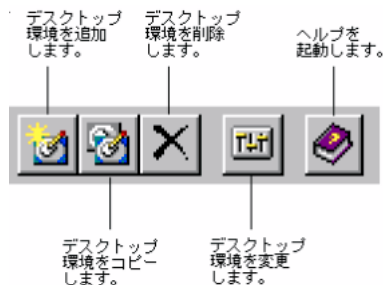 デスクトップ
環境を追加
します。
デスクトップ
環境を削除
します。
ヘルプを
起動します。
デスクトップ
環境をコピー
します。
デスクトップ
環境を変更
します。